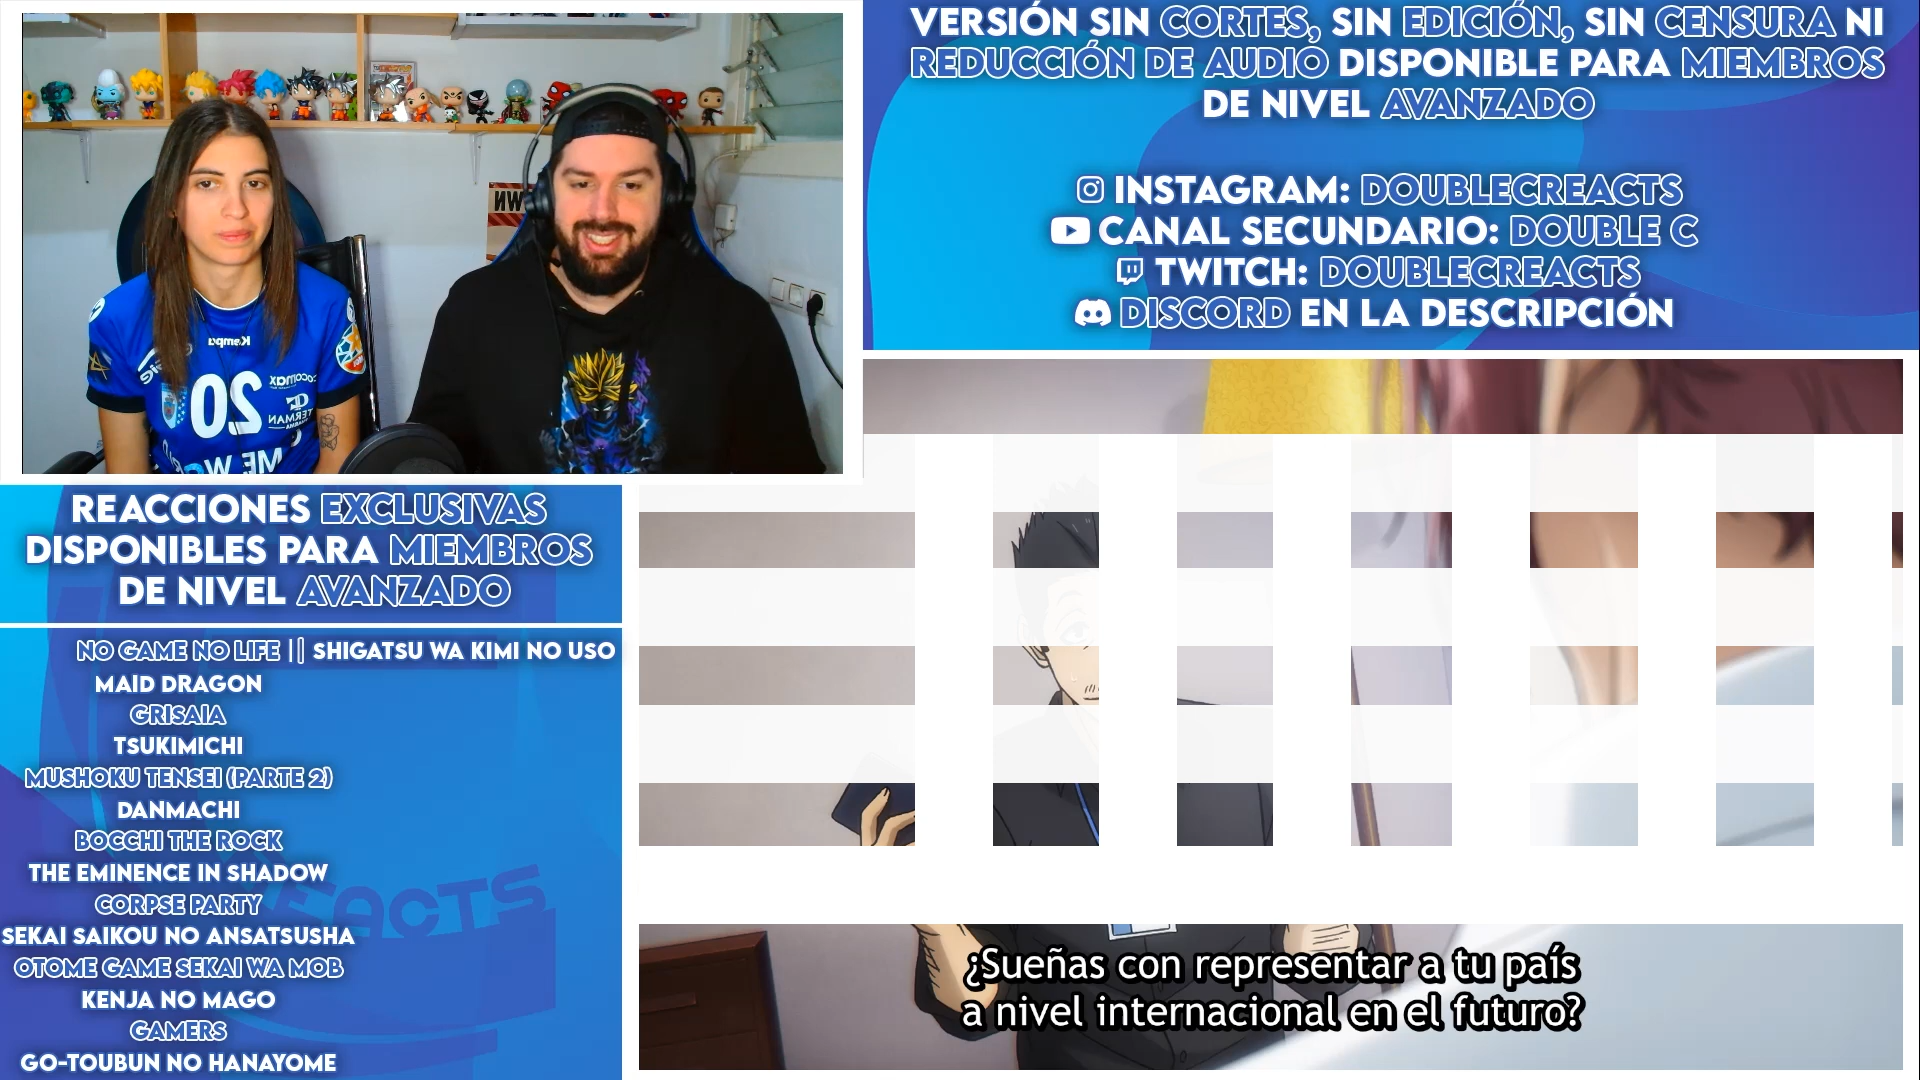 VERSIÓN SIN CORTES, SIN EDICIÓN, SIN CENSURA NI
REDUCCIÓN DE AUDIO DISPONIBLE PARA MIEMBROS
DE NIVEL AVANZADO
INSTAGRAM: DOUBLECREACTS
CANAL SECUNDARIO: DOUBLE C
TWITCH: DOUBLECREACTS
DISCORD EN LA DESCRIPCIÓN
Kempa
20
REACCIONES EXCLUSIVAS
DISPONIBLES PARA MIEMBROS
DE NIVEL AVANZADO
NO GAME NO LIFE || SHIGATSU WA KIMI NO USO
MAID DRAGON
GRISAIA
TSUKIMICHI
MUSHOKU TENSEI (PARTE 2)
DANMACHI
BOCCHI THE ROCK
THE EMINENCE IN SHADOW
CORPSE PARTY
SEKAI SAIKOU NO ANSATSUSHA
OTOME GAME SEKAI WA MOB
KENJA NO MAGO
GAMERS
GO-TOUBUN NO HANAYOME
¿Sueñas con representar a tu país
a nivel internacional en el futuro?